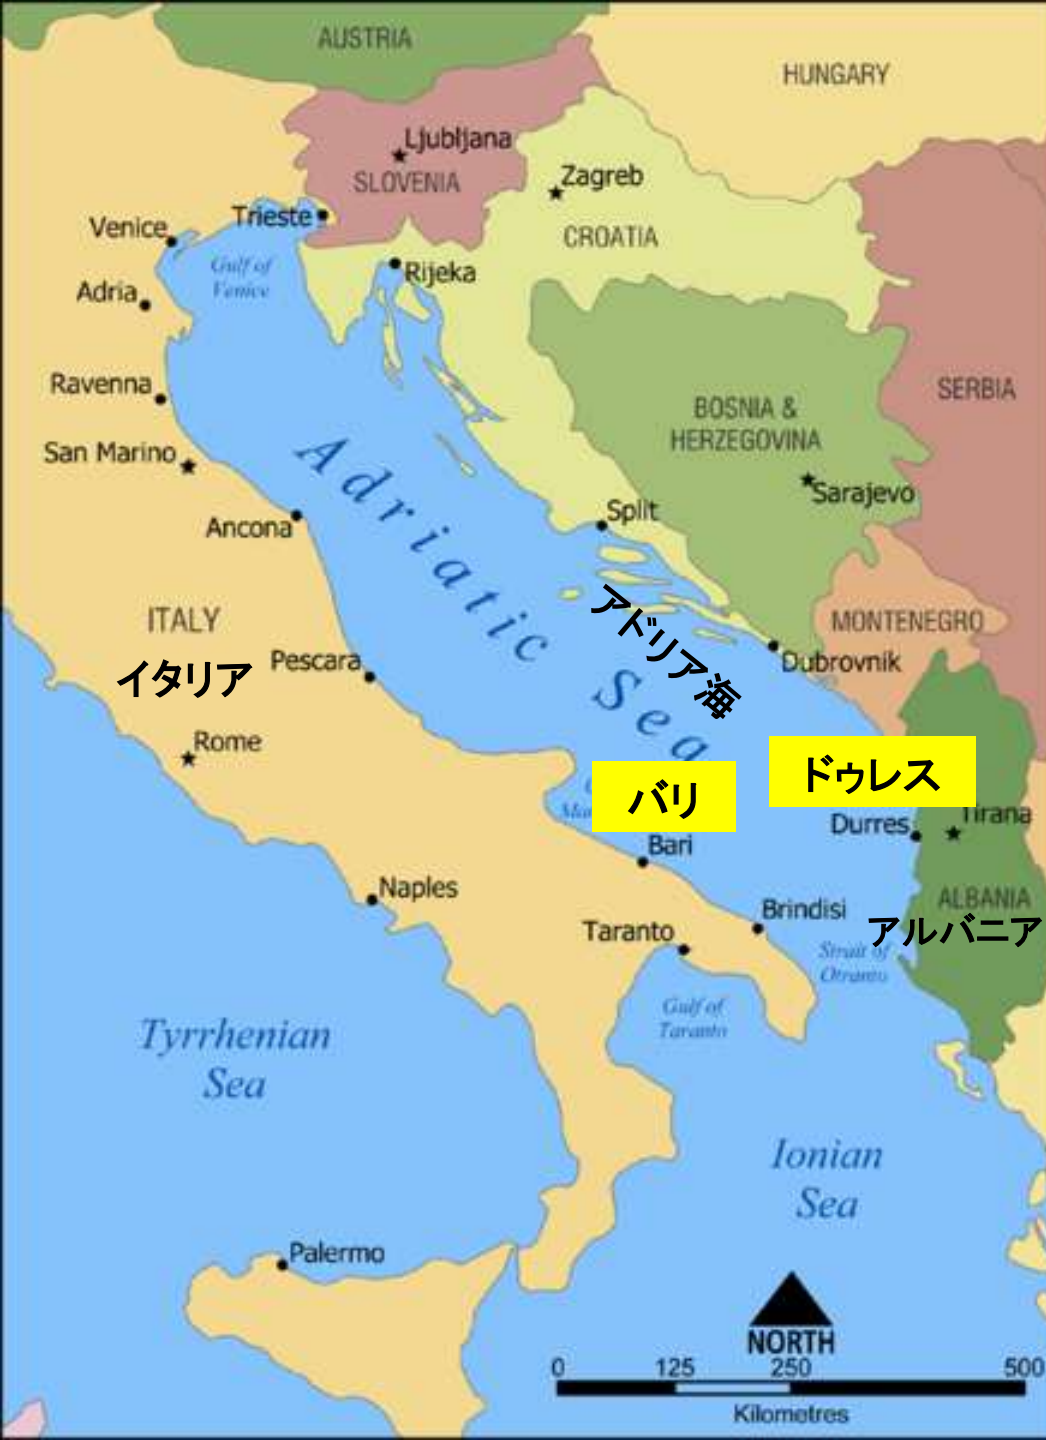 AUSTRIA
HUNGARY
Ljubljana
SLOVENIA
Zagreb
CROATIA
Venice
Trieste
Gulf of
Venice
Rijeka
Adria
Ravenna
San Marino
Ancona
BOSNIA &
HERZEGOVINA
SERBIA
Sarajevo
Split
Adriatic
Sea
アドリア海
ITALY
イタリア
Pescara
MONTENEGRO
Dubrovnik
Rome
バリ
ドゥレス
Durres
Tirana
Bari
Naples
Taranto
Brindisi
ALBANIA
アルバニア
Strait of
Otranto
Gulf of
Taranto
Tyrrhenian
Sea
Ionian
Sea
Palermo
NORTH
0 125 250 500
Kilometres